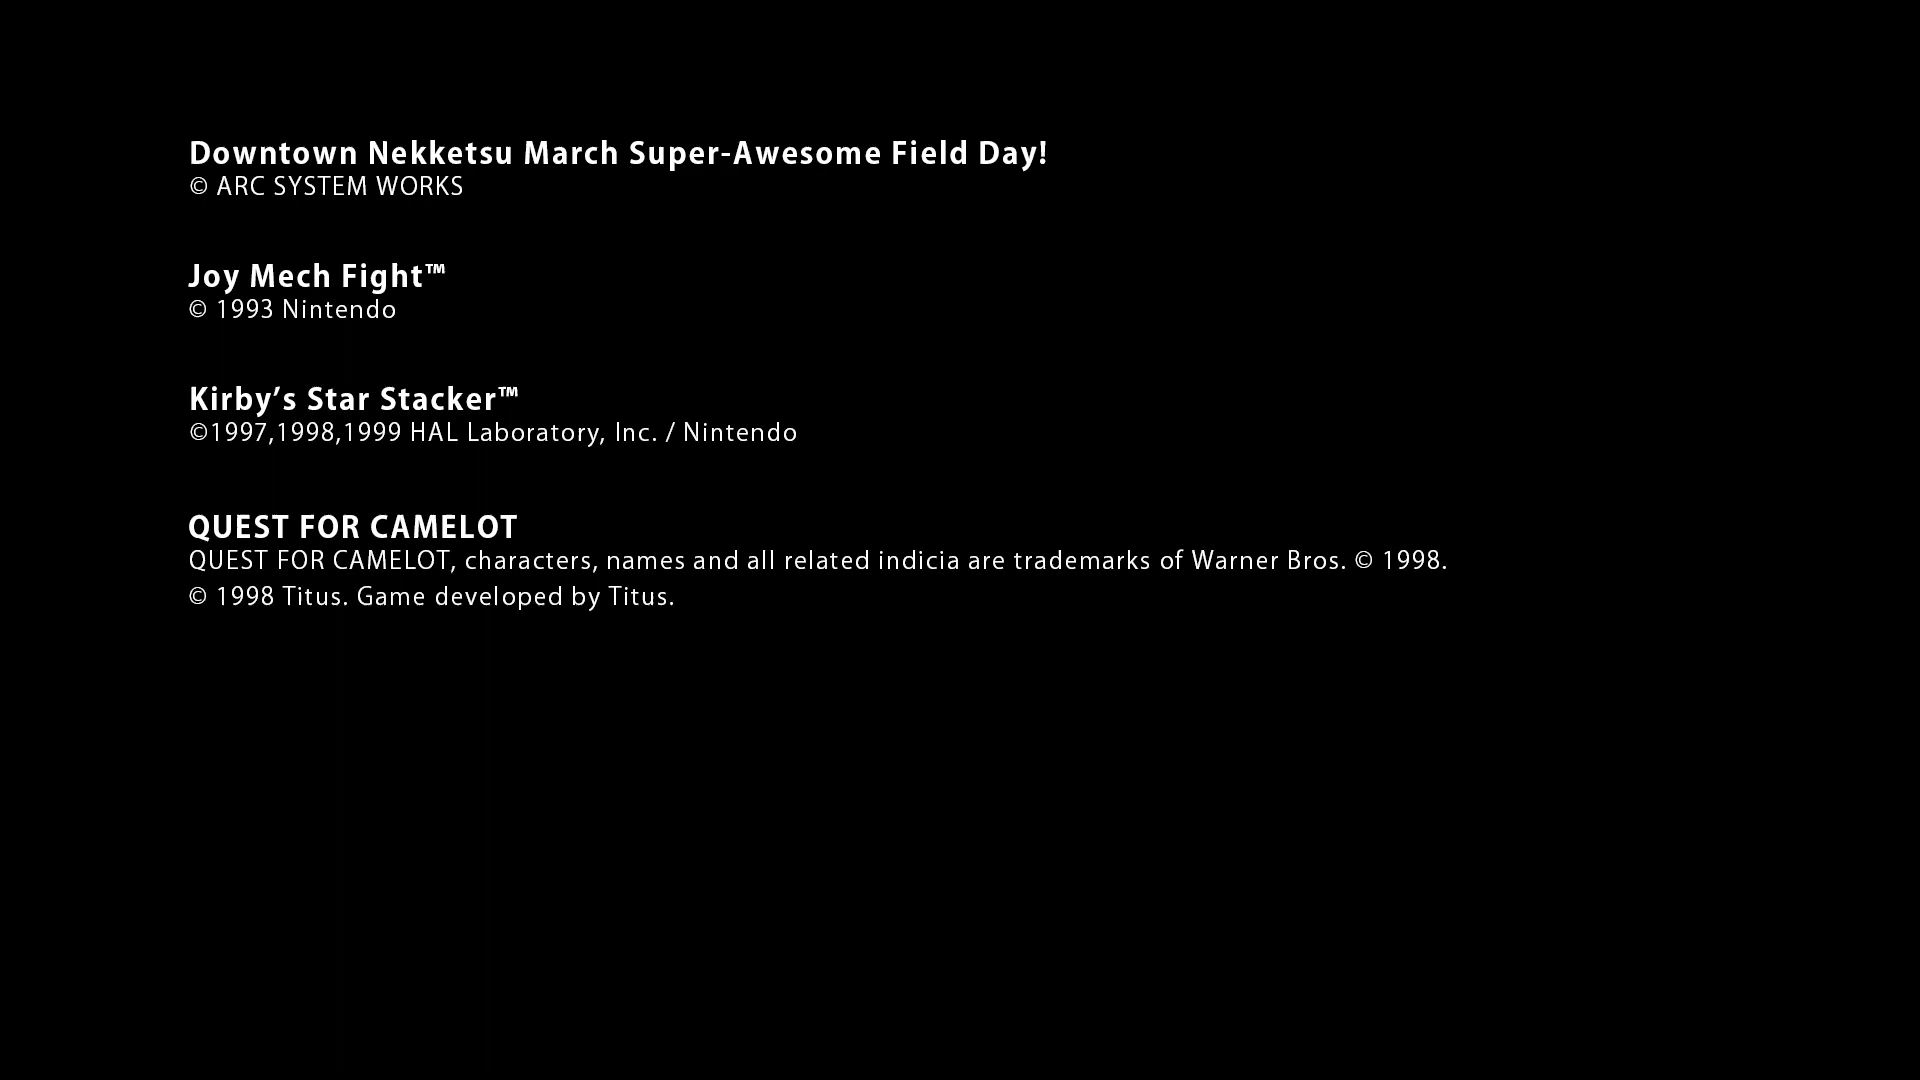 Downtown Nekketsu March Super-Awesome Field Day!
© ARC SYSTEM WORKS
Joy Mech Fight™
© 1993 Nintendo
Kirby’s Star Stacker™
©1997,1998,1999 HAL Laboratory, Inc. / Nintendo
QUEST FOR CAMELOT
QUEST FOR CAMELOT, characters, names and all related indicia are trademarks of Warner Bros. © 1998.
© 1998 Titus. Game developed by Titus.